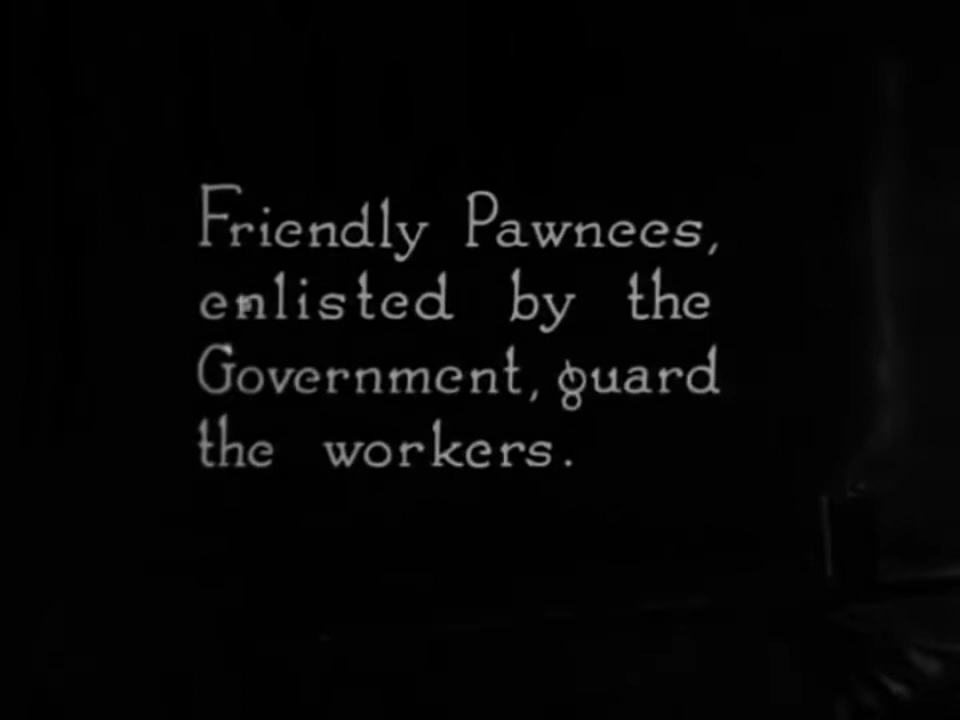 Friendly Pawnees,
enlisted by the
Government, guard
the workers.